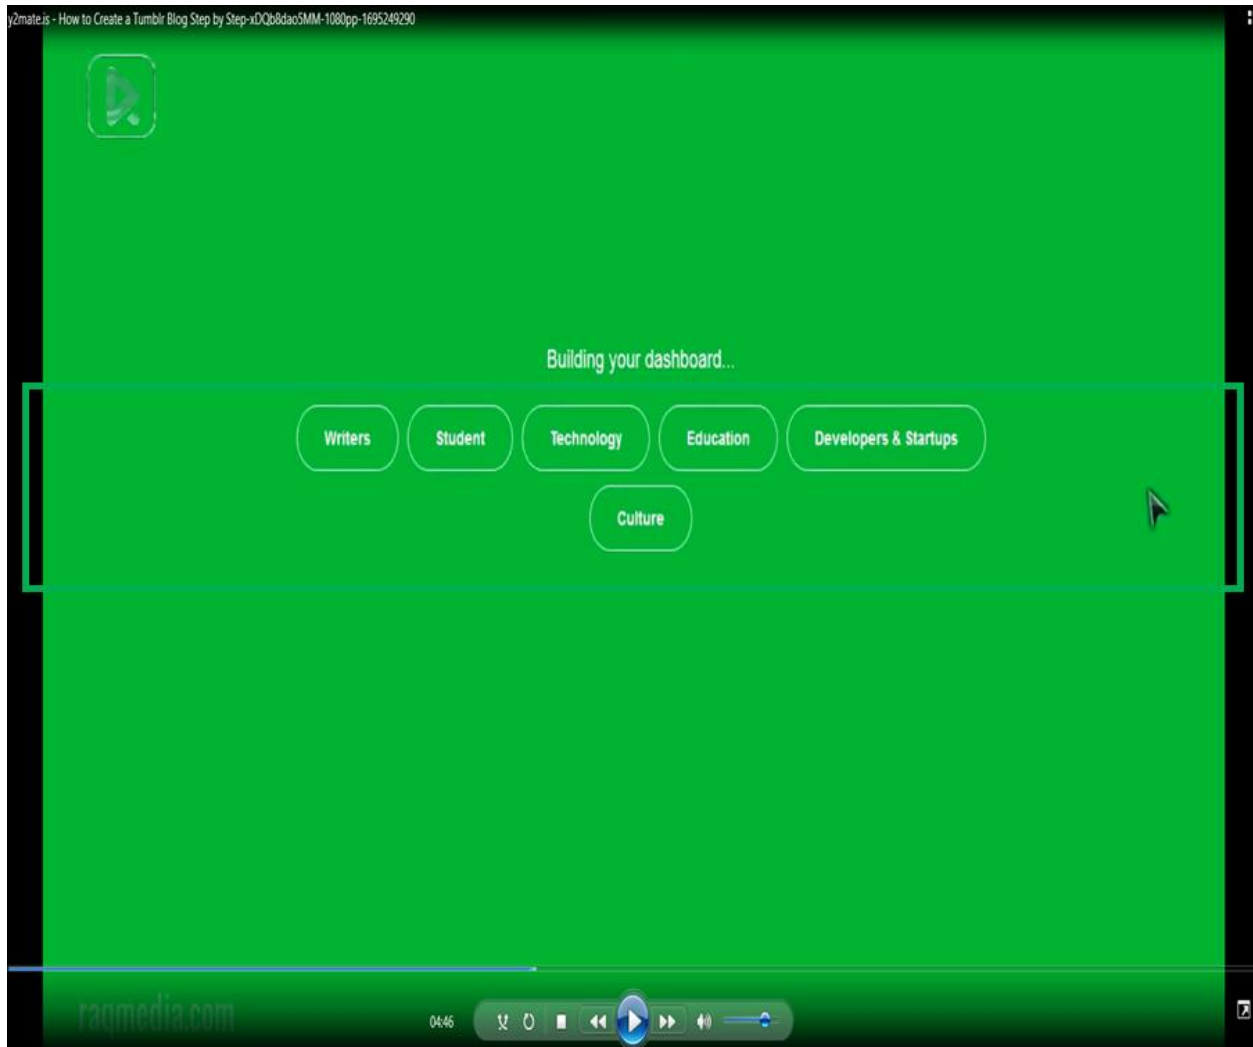 y2mate.is - How to Create a Tumblr Blog Step by Step-xDQb8dao5MM-1080pp-1695249290
Building your dashboard...
Writers Student Technology Education Developers & Startups
Culture
raqmedia.com
04:46